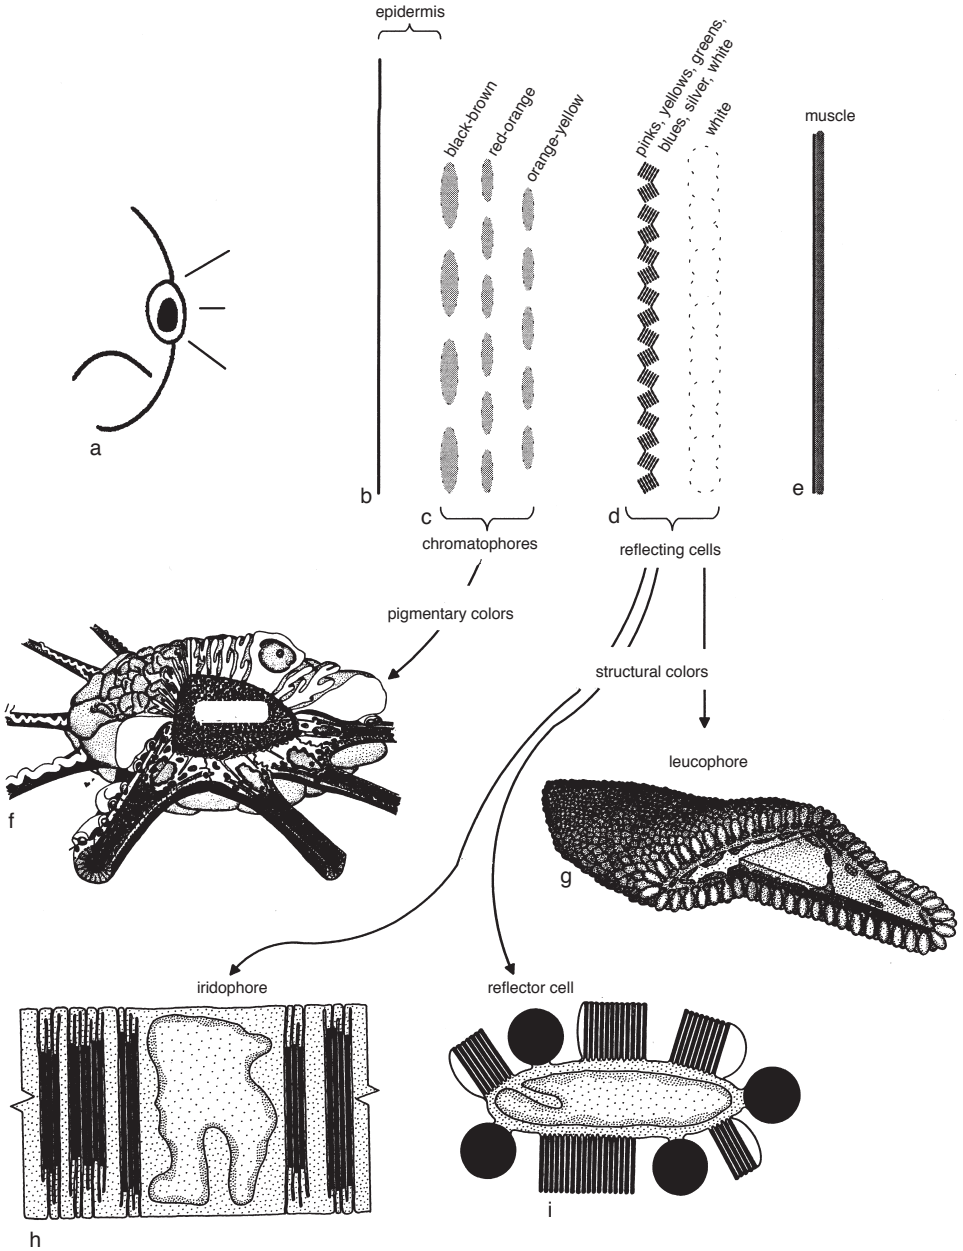 epidermis
black-brown
red-orange
orange-yellow
pinks, yellows, greens,
blues, silver, white
white
muscle
a
b
c
d
e
chromatophores
reflecting cells
pigmentary colors
structural colors
leucophore
f
g
iridophore
reflector cell
h
i